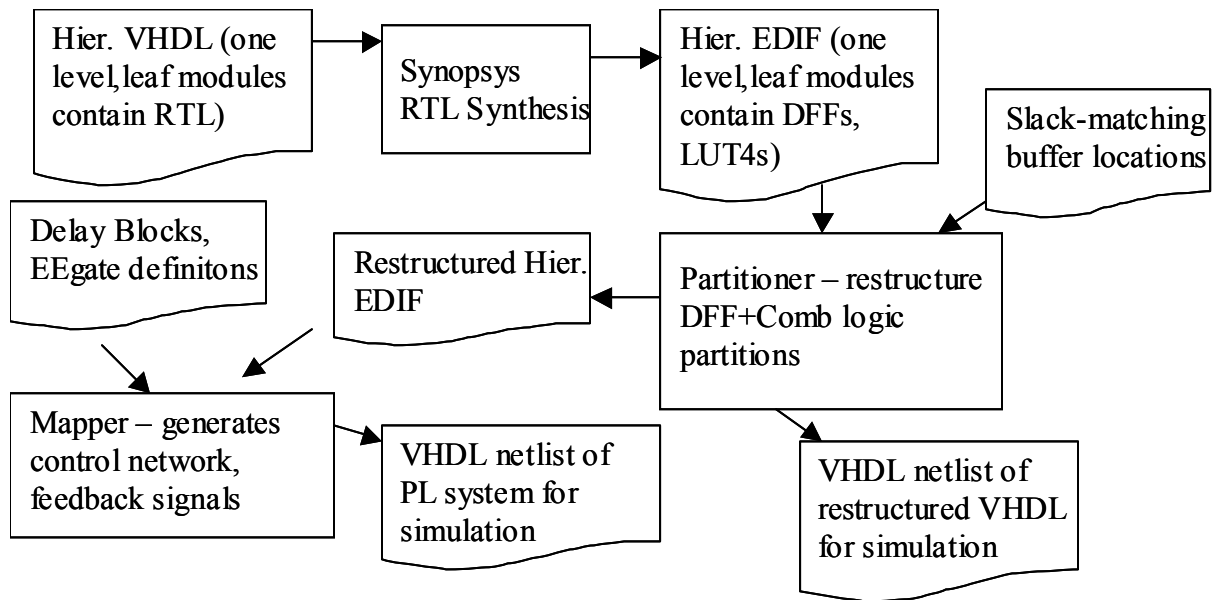 Hier. VHDL (one
level,leaf modules
contain RTL)
Synopsys
RTL Synthesis
Hier. EDIF (one
level,leaf modules
contain DFFs,
LUT4s)
Slack-matching
buffer locations
Delay Blocks,
EEgate definitons
Restructured Hier.
EDIF
Partitioner – restructure
DFF+Comb logic
partitions
Mapper – generates
control network,
feedback signals
VHDL netlist of
PL system for
simulation
VHDL netlist of
restructured VHDL
for simulation